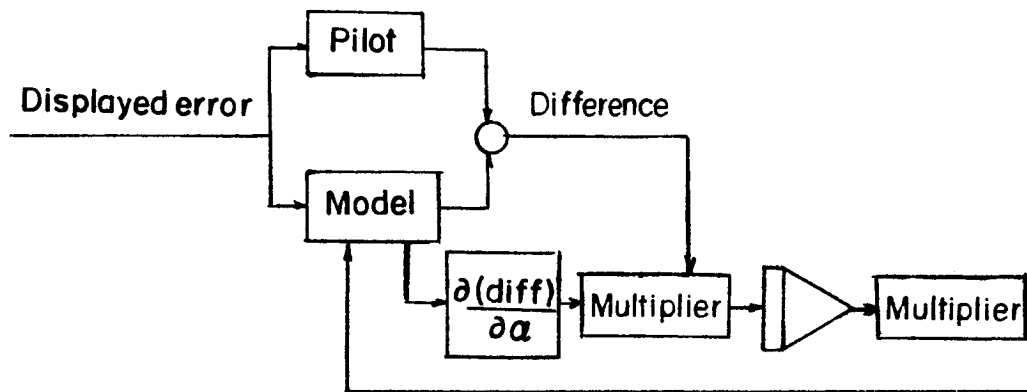 Pilot
Displayed error
Difference
Model
∂(diff)
∂α
Multiplier
Multiplier